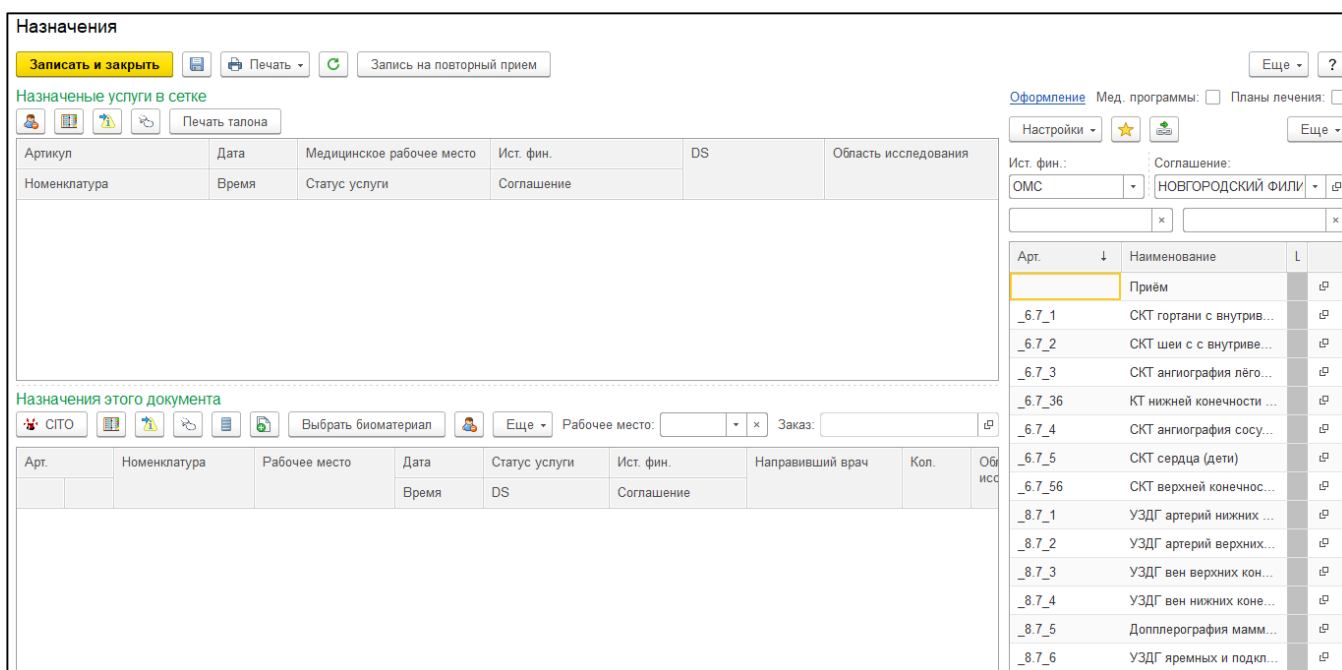 Назначения
Записать и закрыть Печать Запись на повторный прием Еще ?
Назначеные услуги в сетке
Печать талона
Артикул Дата Медицинское рабочее место Ист. фин. DS Область исследования
Номенклатура Время Статус услуги Соглашение
Назначения этого документа
CITO Выбрать биоматериал Еще Рабочее место: Заказ:
Арт. Номенклатура Рабочее место Дата Статус услуги Ист. фин. Направивший врач Кол.
Время DS Соглашение
Оформление Мед. программы: Планы лечения:
Настройки Еще
Ист. фин.: Соглашение:
ОМС НОВГОРОДСКИЙ ФИЛИ
Арт. ↓ Наименование L
Приём
_6.7_1 СКТ гортани с внутрив...
_6.7_2 СКТ шеи с с внутриве...
_6.7_3 СКТ ангиография лёго...
_6.7_36 КТ нижней конечности ...
_6.7_4 СКТ ангиография сосу...
_6.7_5 СКТ сердца (дети)
_6.7_56 СКТ верхней конечнос...
_8.7_1 УЗДГ артерий нижних ...
_8.7_2 УЗДГ артерий верхних...
_8.7_3 УЗДГ вен верхних кон...
_8.7_4 УЗДГ вен нижних коне...
_8.7_5 Допплерография мамм...
_8.7_6 УЗДГ яремных и подкл...